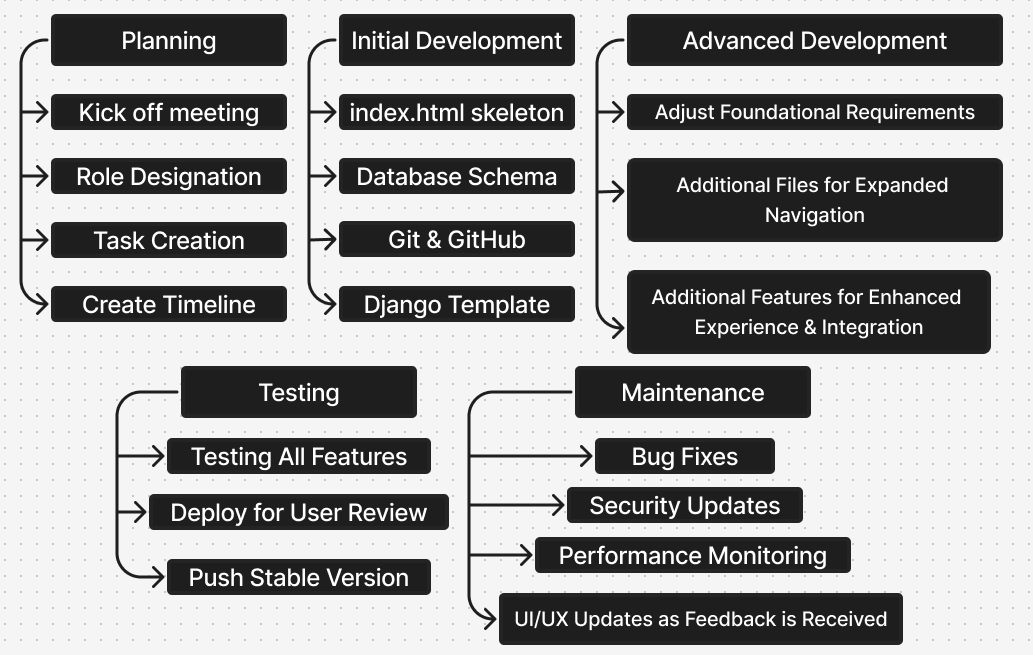 Planning
Kick off meeting
Role Designation
Task Creation
Create Timeline
Initial Development
index.html skeleton
Database Schema
Git & GitHub
Django Template
Advanced Development
Adjust Foundational Requirements
Additional Files for Expanded
Navigation
Additional Features for Enhanced
Experience & Integration
Testing
Testing All Features
Deploy for User Review
Push Stable Version
Maintenance
Bug Fixes
Security Updates
Performance Monitoring
UI/UX Updates as Feedback is Received